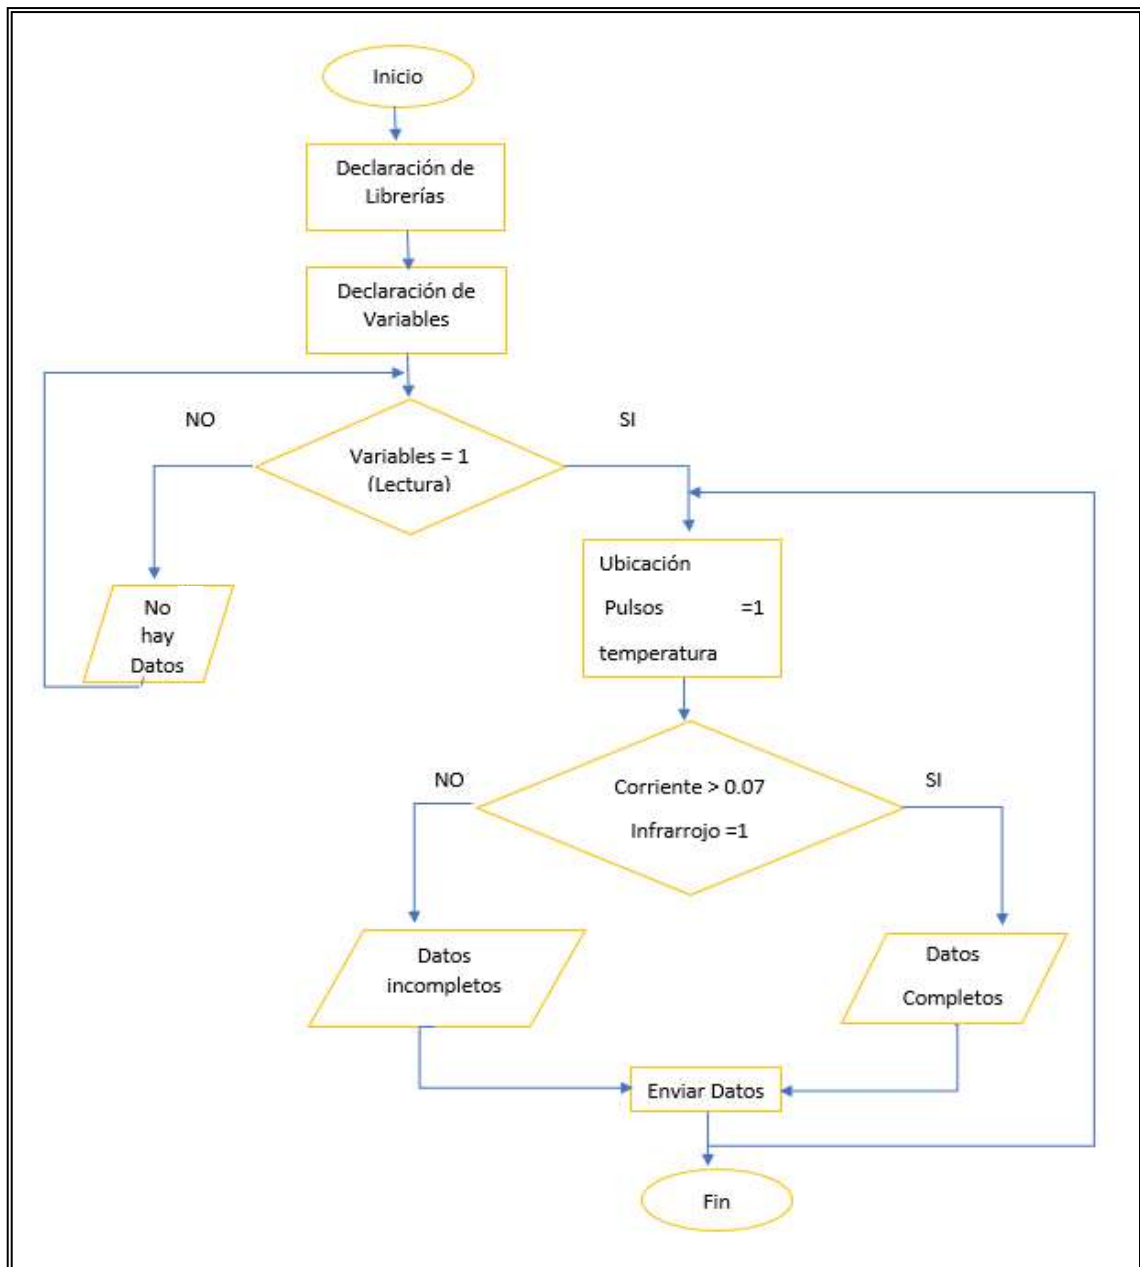 Inicio
Declaración de
Librerías
Declaración de
Variables
NO
SI
Variables = 1
(Lectura)
No
hay
Datos
Ubicación
Pulsos =1
temperatura
NO
SI
Corriente > 0.07
Infrarrojo =1
Datos
incompletos
Datos
Completos
Enviar Datos
Fin